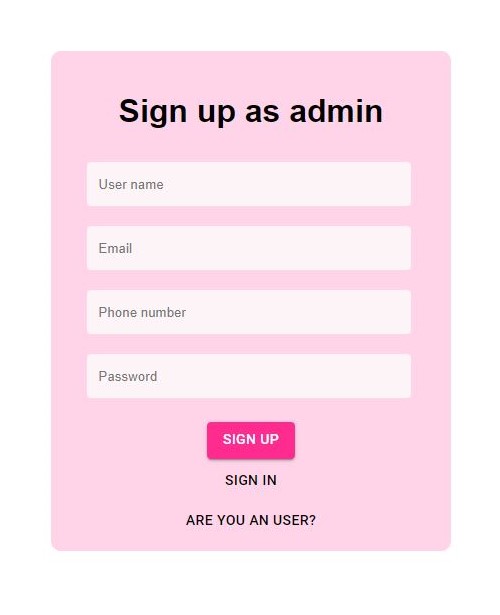 Sign up as admin
User name
Email
Phone number
Password
SIGN UP
SIGN IN
ARE YOU AN USER?